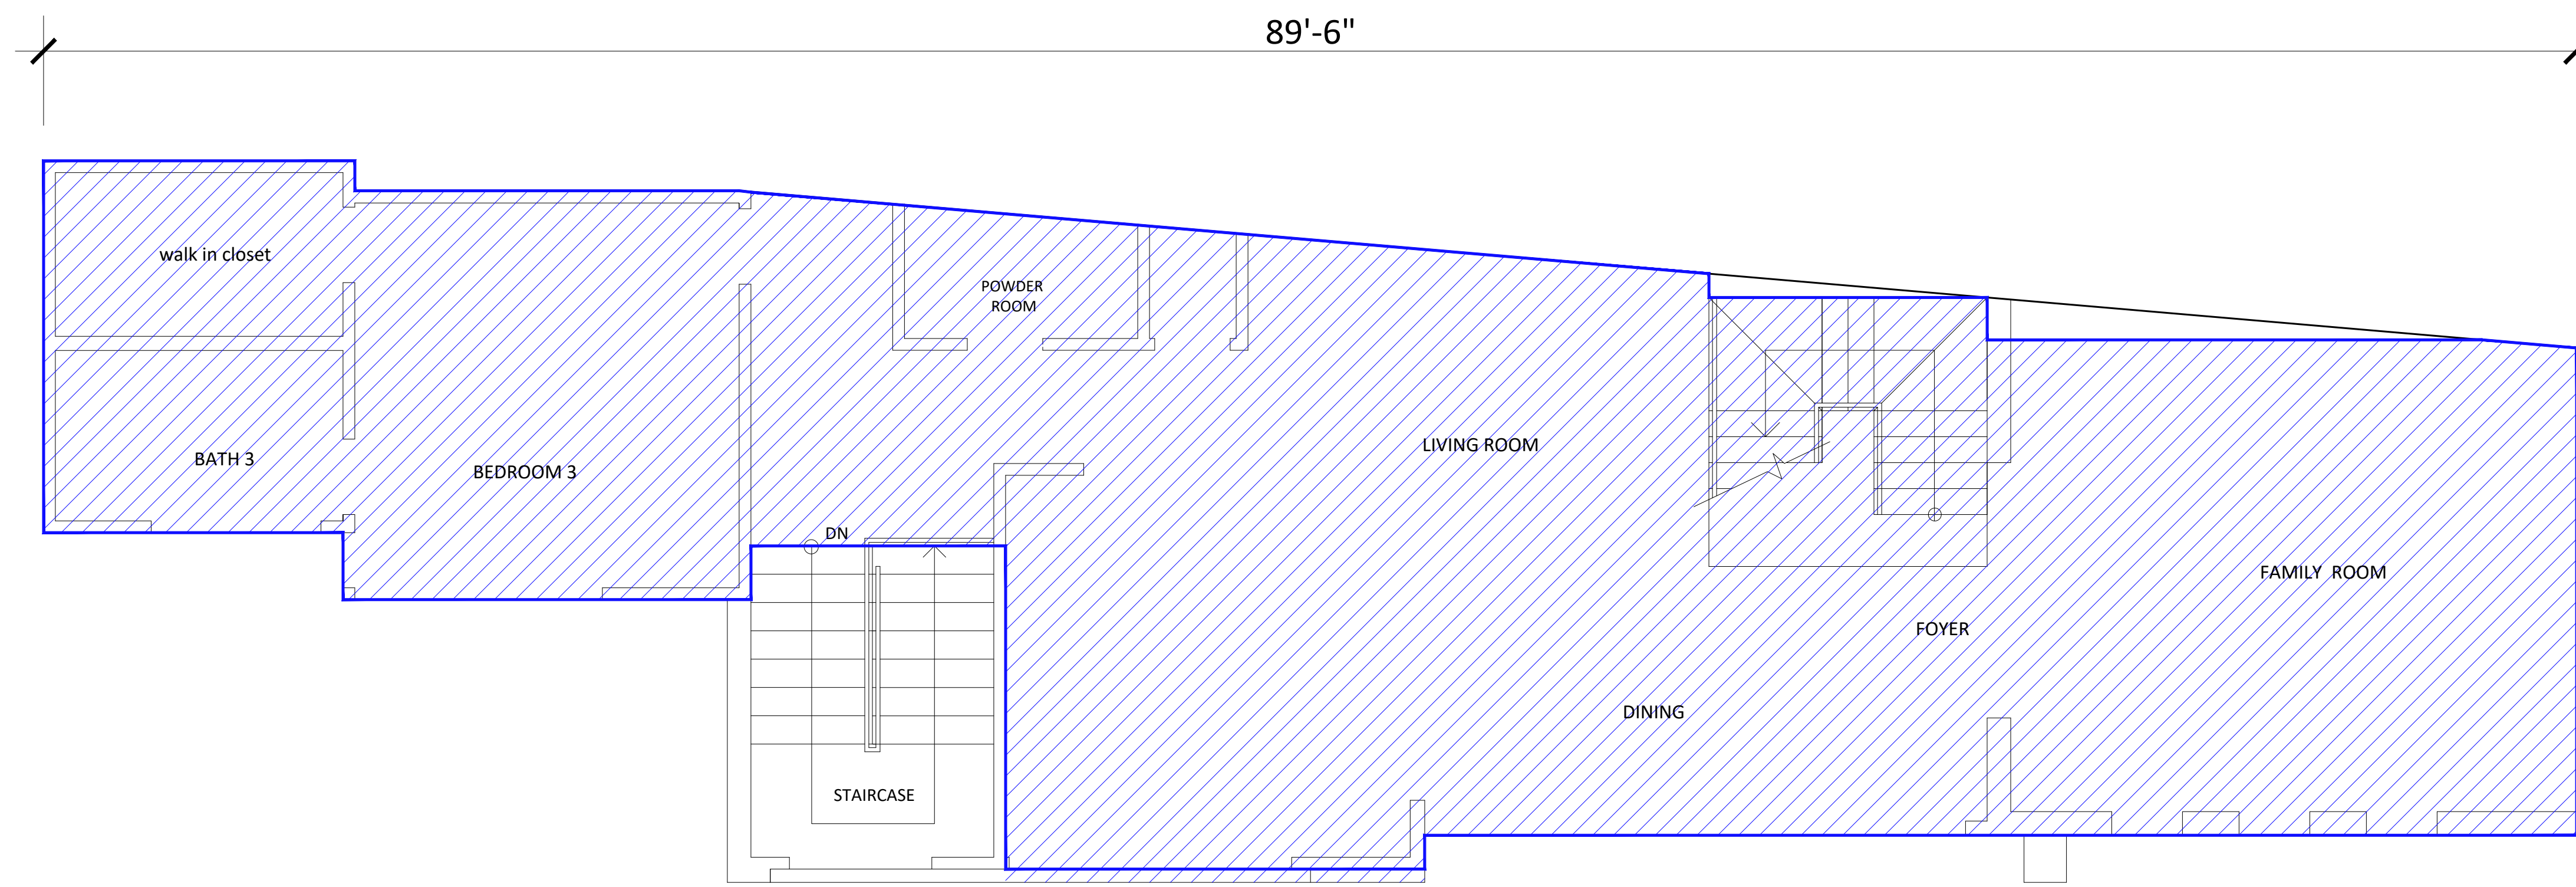 89'-6"
walk in closet
POWDER
ROOM
LIVING ROOM
BATH 3
BEDROOM 3
DN
FAMILY  ROOM
FOYER
DINING
STAIRCASE